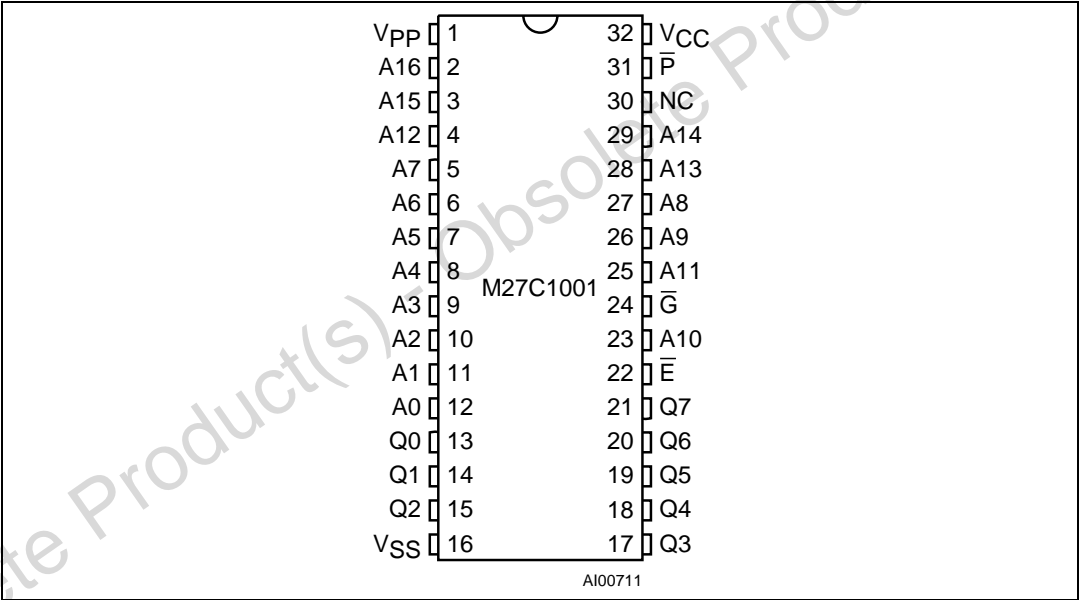 VPP 1 32 VCC
A16 2 31 P̅
A15 3 30 NC
A12 4 29 A14
A7 5 28 A13
A6 6 27 A8
A5 7 26 A9
A4 8 25 A11
M27C1001
A3 9 24 G̅
A2 10 23 A10
A1 11 22 E̅
A0 12 21 Q7
Q0 13 20 Q6
Q1 14 19 Q5
Q2 15 18 Q4
VSS 16 17 Q3
AI00711
ete Product(s) - Obsolete Produ